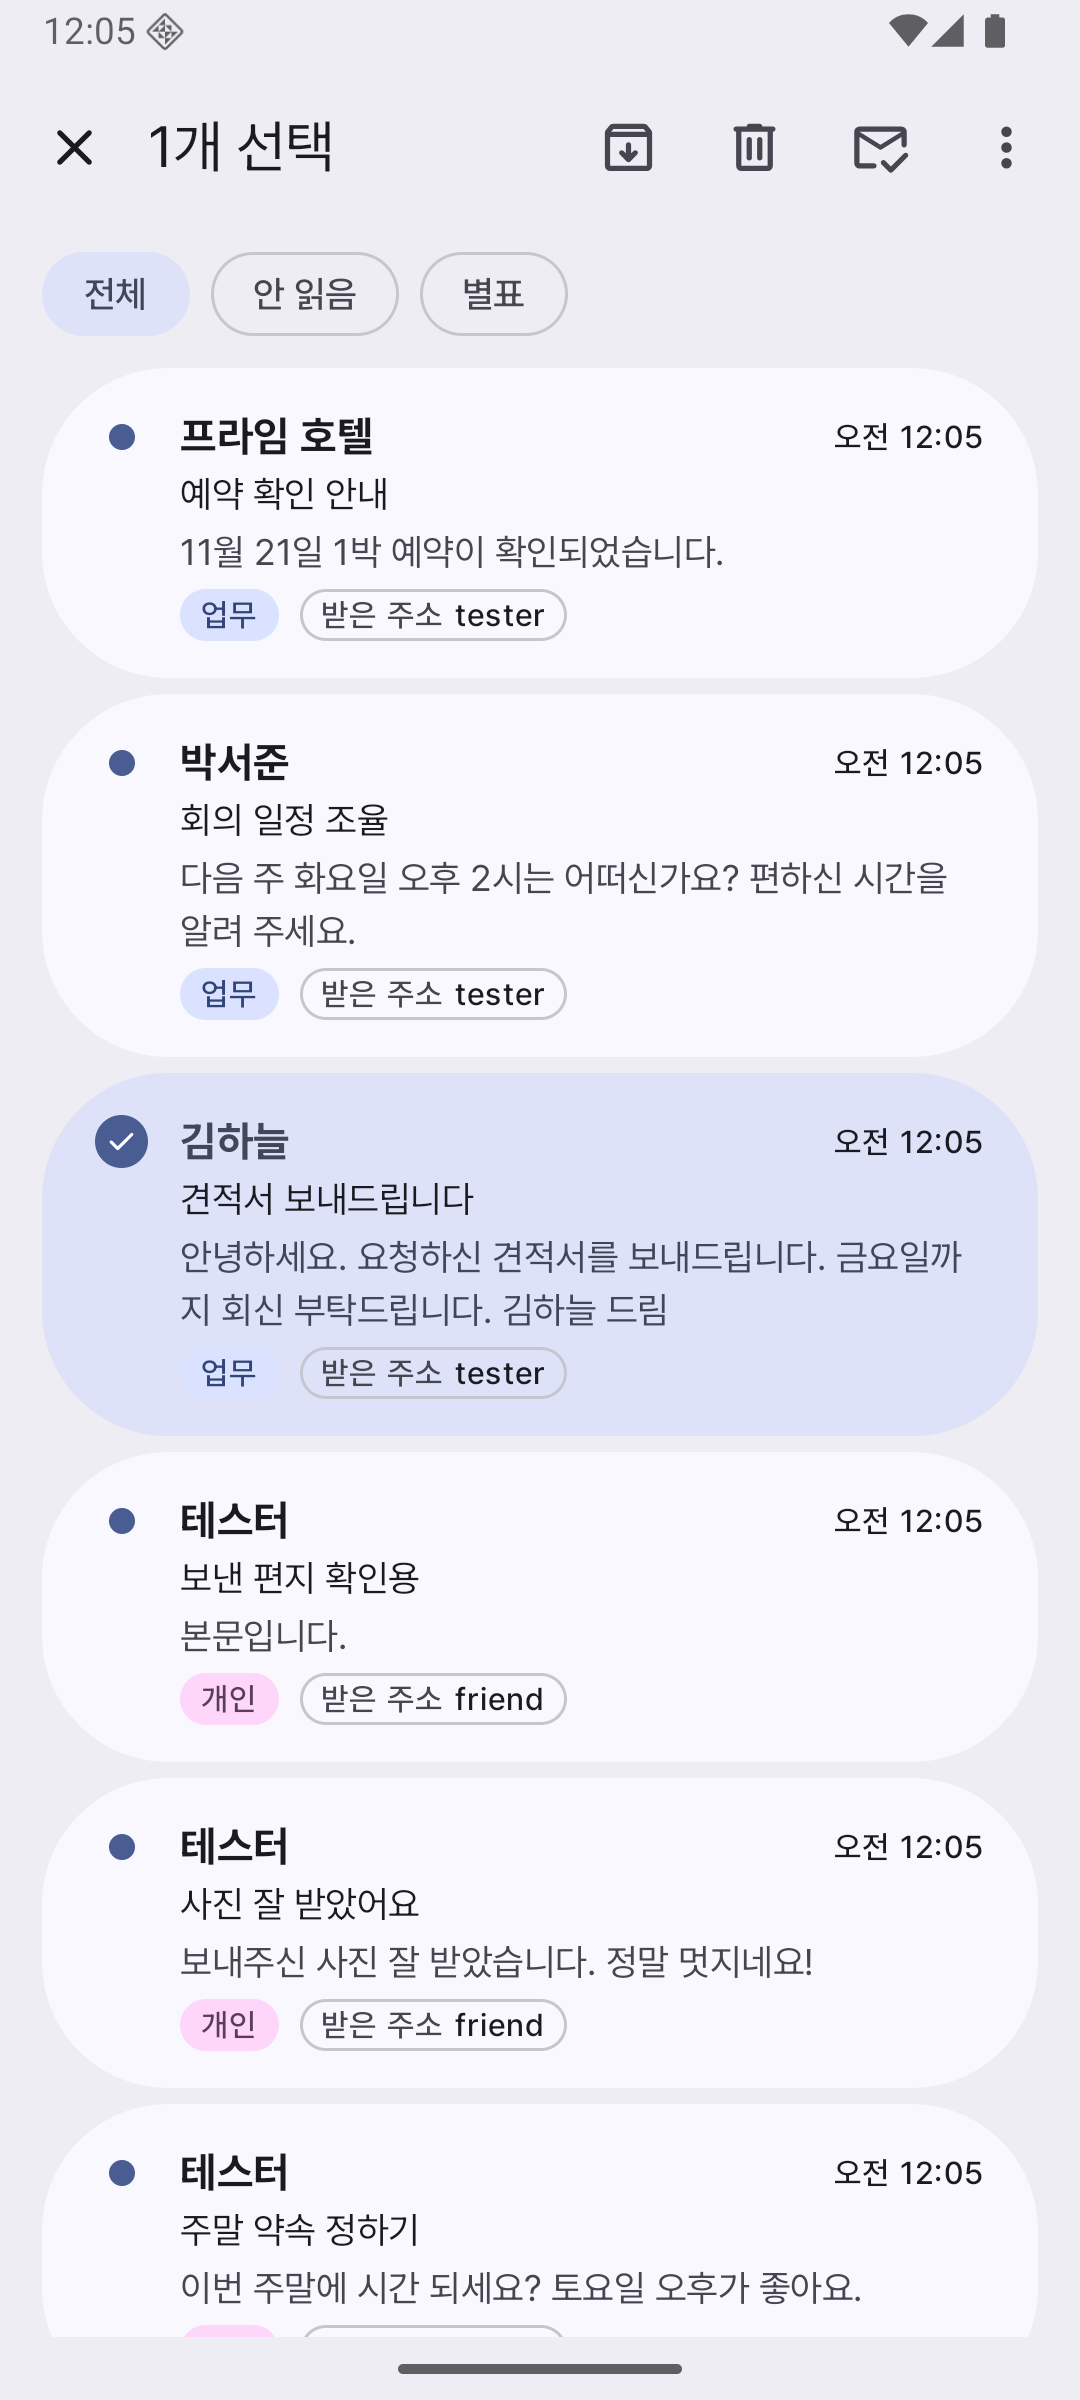 12:05
1개 선택
전체
안 읽음
별표
프라임 호텔
오전 12:05
예약 확인 안내
11월 21일 1박 예약이 확인되었습니다.
업무
받은 주소 tester
박서준
오전 12:05
회의 일정 조율
다음 주 화요일 오후 2시는 어떠신가요? 편하신 시간을
알려 주세요.
업무
받은 주소 tester
김하늘
오전 12:05
견적서 보내드립니다
안녕하세요. 요청하신 견적서를 보내드립니다. 금요일까
지 회신 부탁드립니다. 김하늘 드림
업무
받은 주소 tester
테스터
오전 12:05
보낸 편지 확인용
본문입니다.
개인
받은 주소 friend
테스터
오전 12:05
사진 잘 받았어요
보내주신 사진 잘 받았습니다. 정말 멋지네요!
개인
받은 주소 friend
테스터
오전 12:05
주말 약속 정하기
이번 주말에 시간 되세요? 토요일 오후가 좋아요.